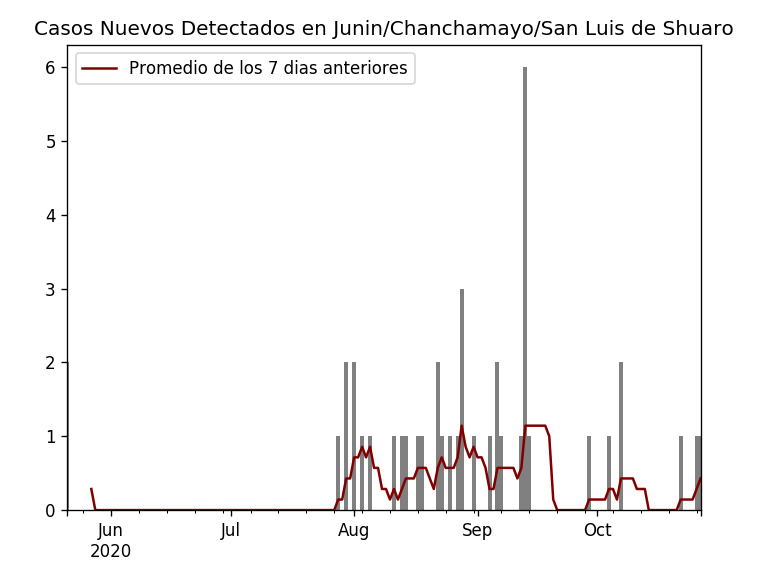 Casos Nuevos Detectados en Junin/Chanchamayo/San Luis de Shuaro
Promedio de los 7 dias anteriores
6
5
4
3
2
1
0
Jun Jul Aug Sep Oct
2020